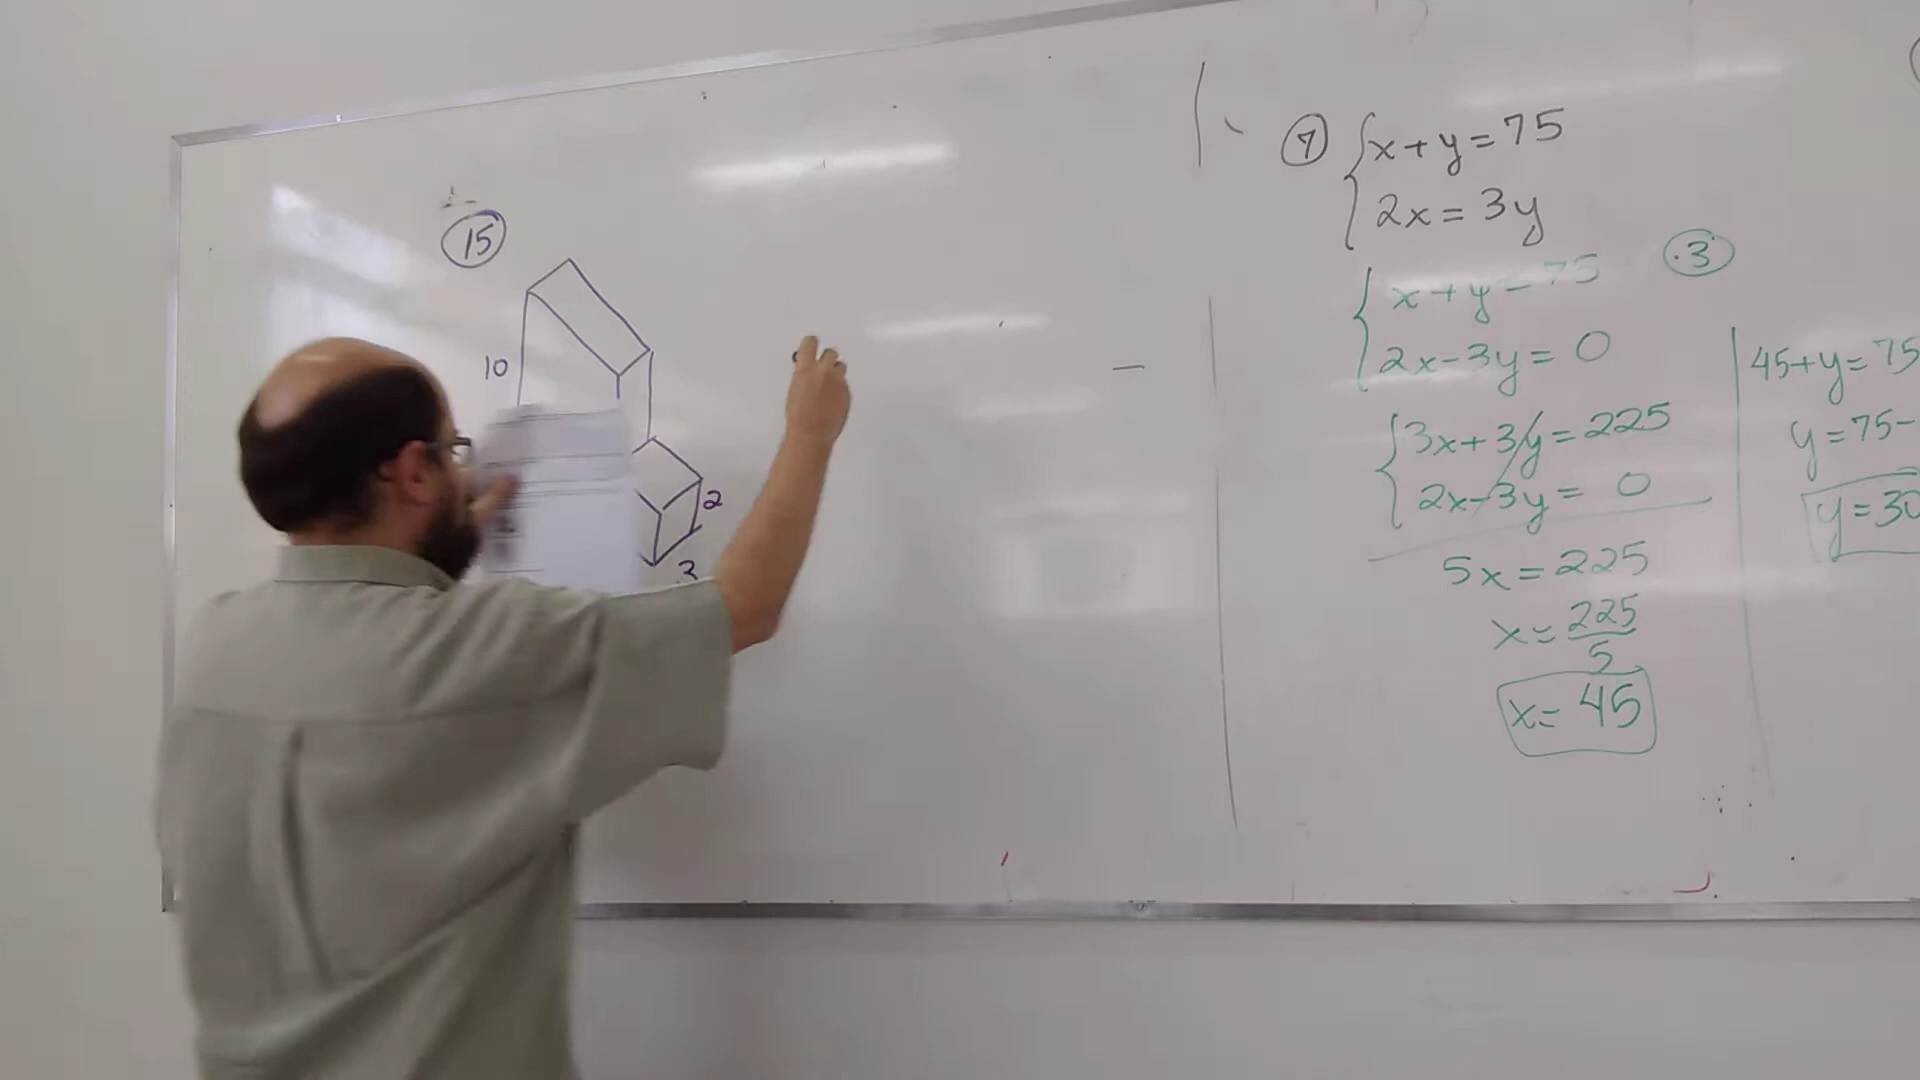 15
10
2
3
7 x+y=75
2x=3y
x+y=75 .3
2x-3y=0
3x+3y=225
2x-3y=0
5x=225
x=225/5
x=45
45+y=75
y=75-
y=30